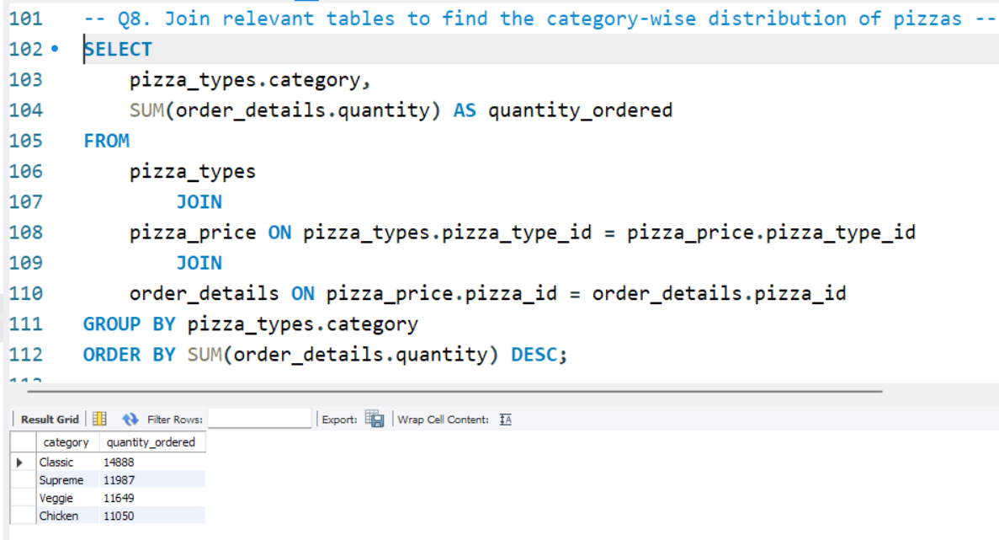 101 -- Q8. Join relevant tables to find the category-wise distribution of pizzas --
102 SELECT
103 pizza_types.category,
104 SUM(order_details.quantity) AS quantity_ordered
105 FROM
106 pizza_types
107 JOIN
108 pizza_price ON pizza_types.pizza_type_id = pizza_price.pizza_type_id
109 JOIN
110 order_details ON pizza_price.pizza_id = order_details.pizza_id
111 GROUP BY pizza_types.category
112 ORDER BY SUM(order_details.quantity) DESC;
Result Grid Filter Rows: Export: Wrap Cell Content:
category quantity_ordered
Classic 14888
Supreme 11987
Veggie 11649
Chicken 11050